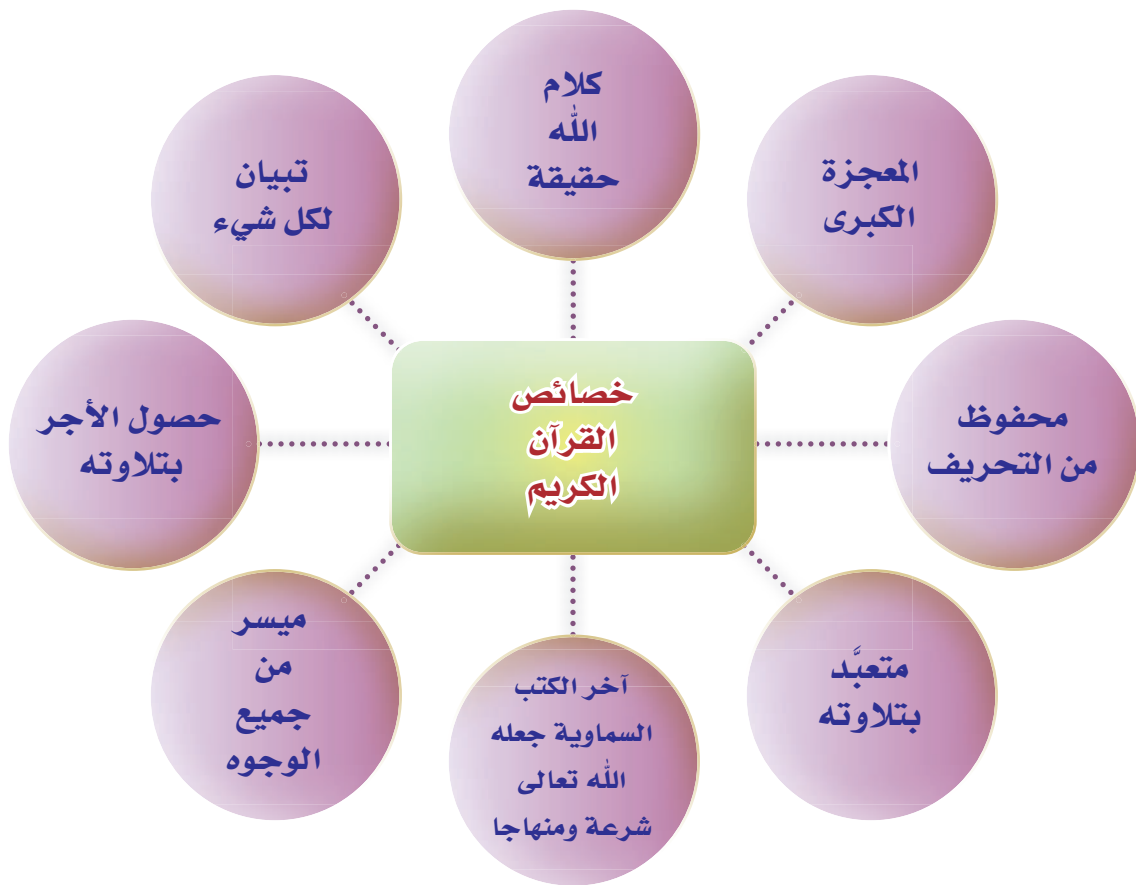 خصائص
القرآن
الكريم
كلام
الله
حقيقة
المعجزة
الكبرى
محفوظ
من التحريف
متعبَّد
بتلاوته
آخر الكتب
السماوية جعله
الله تعالى
شرعة ومنهاجا
ميسر
من
جميع
الوجوه
حصول الأجر
بتلاوته
تبيان
لكل شيء